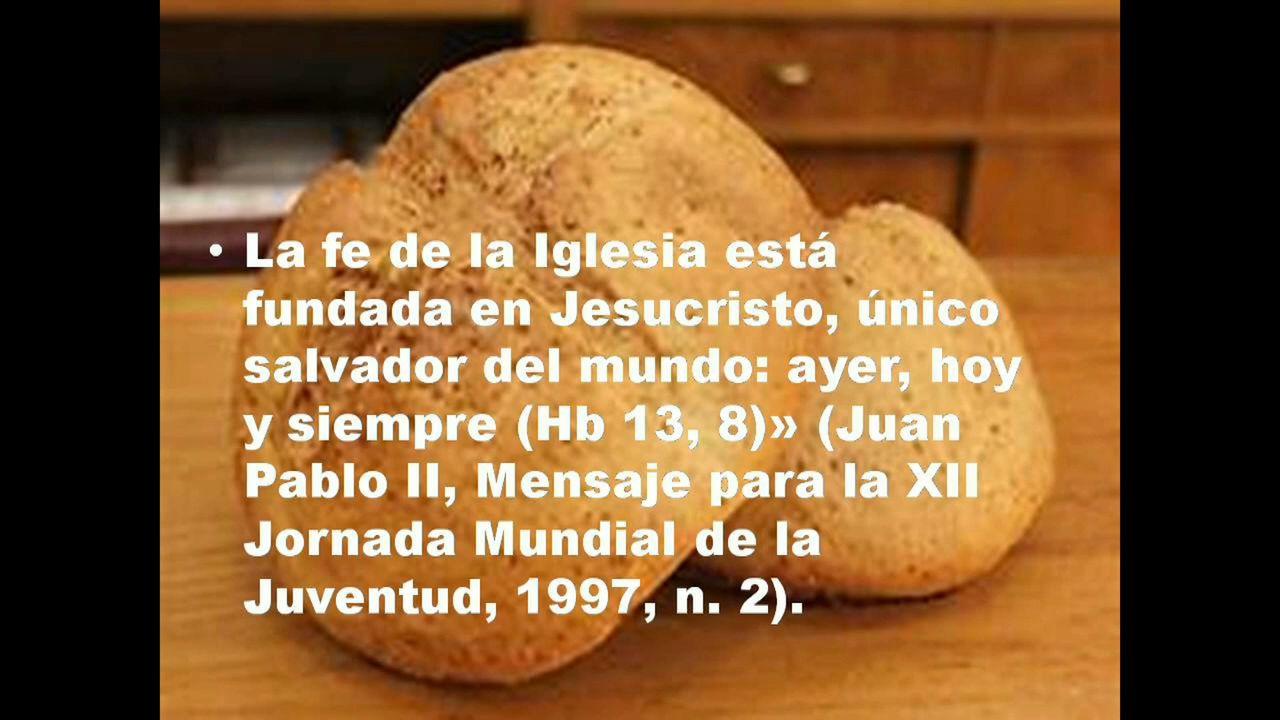 • La fe de la Iglesia está
fundada en Jesucristo, único
salvador del mundo: ayer, hoy
y siempre (Hb 13, 8)» (Juan
Pablo II, Mensaje para la XII
Jornada Mundial de la
Juventud, 1997, n. 2).